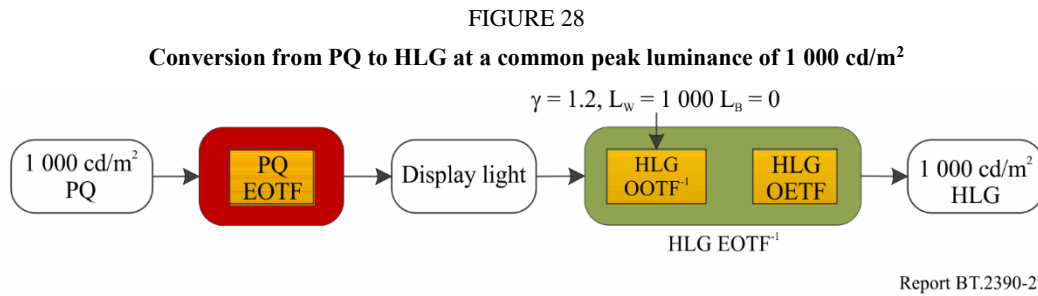 FIGURE 28
Conversion from PQ to HLG at a common peak luminance of 1 000 cd/m²
γ = 1.2, L_W = 1 000 L_B = 0
1 000 cd/m²
PQ
PQ
EOTF
Display light
HLG
OOTF⁻¹
HLG
OETF
1 000 cd/m²
HLG
HLG EOTF⁻¹
Report BT.2390-2